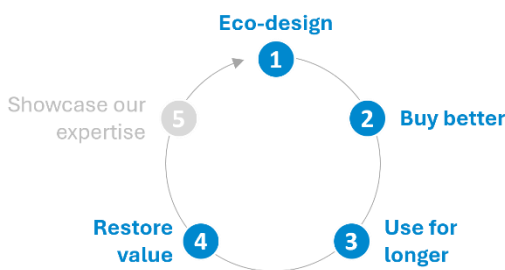 Eco-design
1
2
Buy better
3
Use for
longer
4
Restore
value
5
Showcase our
expertise